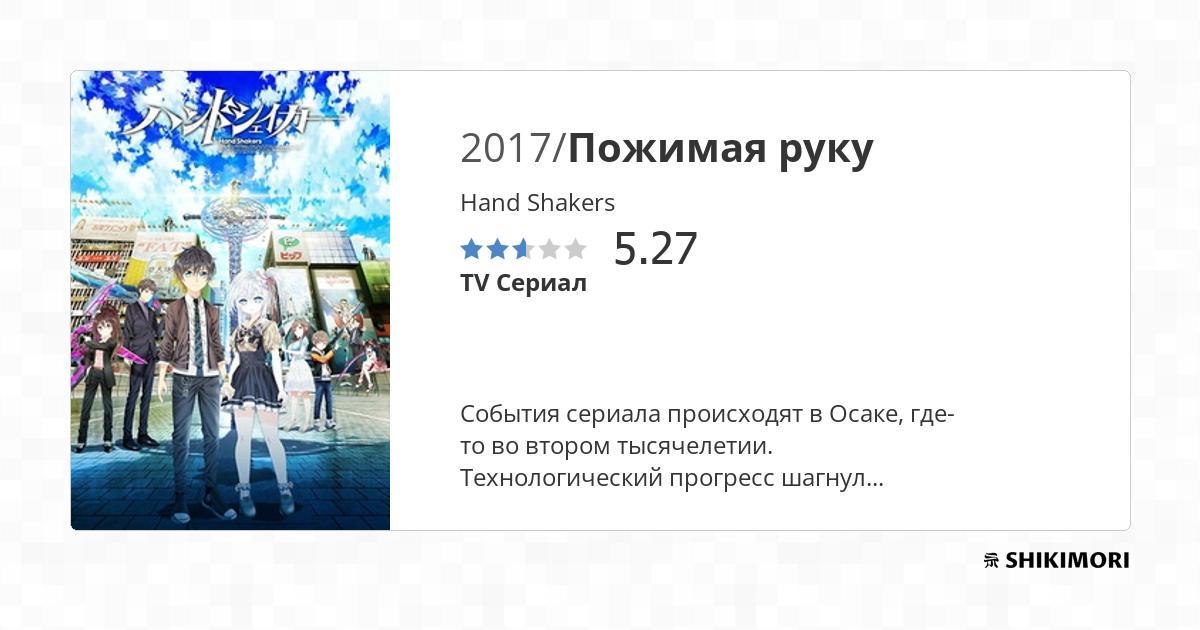 ハンドシェイカー
Hand Shakers
2017/Пожимая руку
Hand Shakers
5.27
TV Сериал
События сериала происходят в Осаке, где-
то во втором тысячелетии.
Технологический прогресс шагнул...
SHIKIMORI